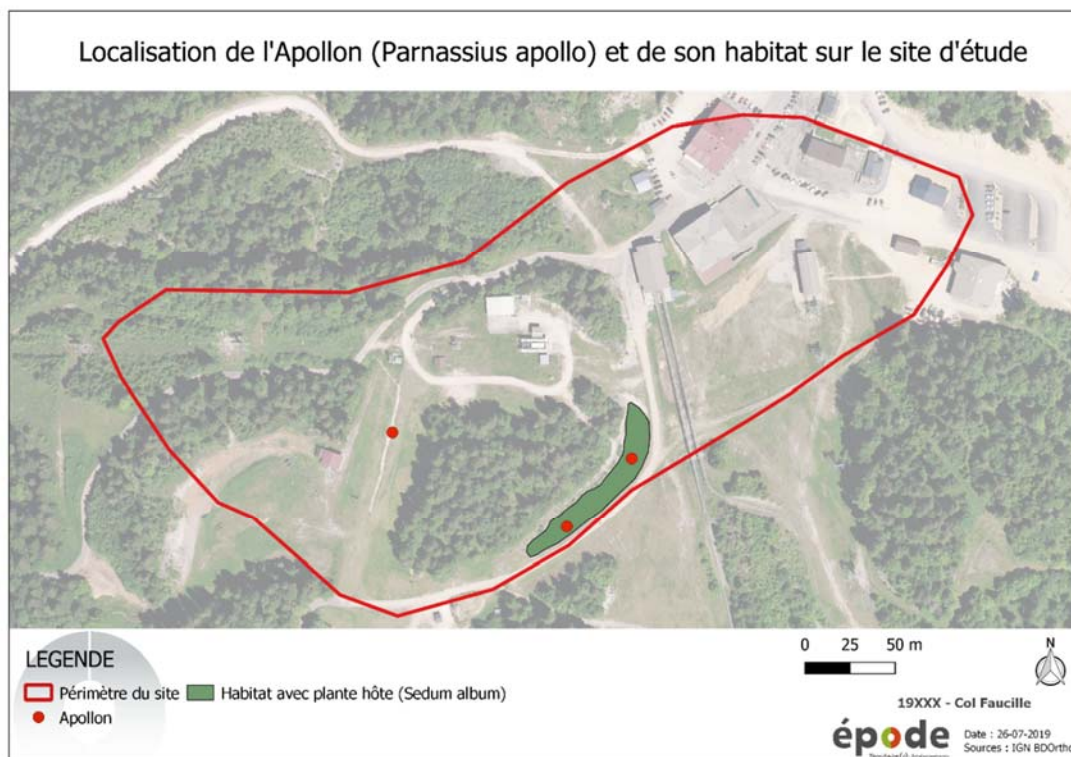 Localisation de l'Apollon (Parnassius apollo) et de son habitat sur le site d'étude
LEGENDE
Périmètre du site
Habitat avec plante hôte (Sedum album)
Apollon
0 25 50 m
N
19XXX - Col Faucille
épode
Date : 26-07-2019
Sources : IGN BDOrtho